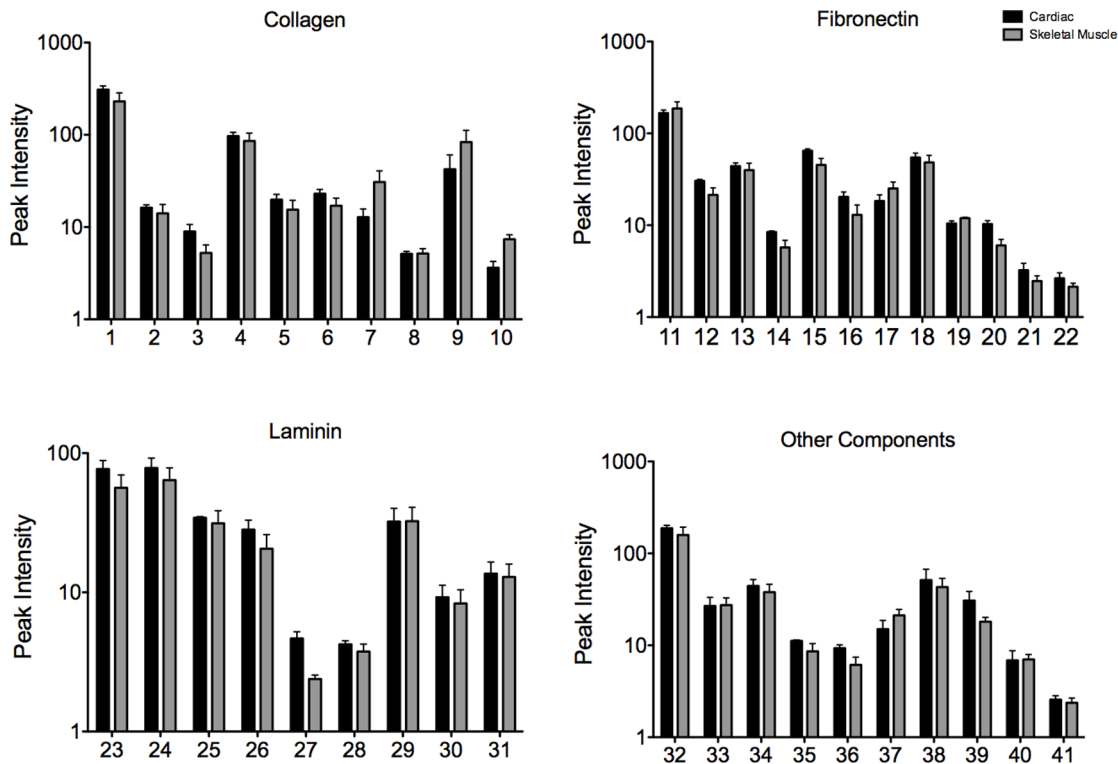 Collagen
1000
100
10
1
Peak Intensity
1 2 3 4 5 6 7 8 9 10
Fibronectin
Cardiac
Skeletal Muscle
1000
100
10
1
Peak Intensity
11 12 13 14 15 16 17 18 19 20 21 22
Laminin
100
10
1
Peak Intensity
23 24 25 26 27 28 29 30 31
Other Components
1000
100
10
1
Peak Intensity
32 33 34 35 36 37 38 39 40 41